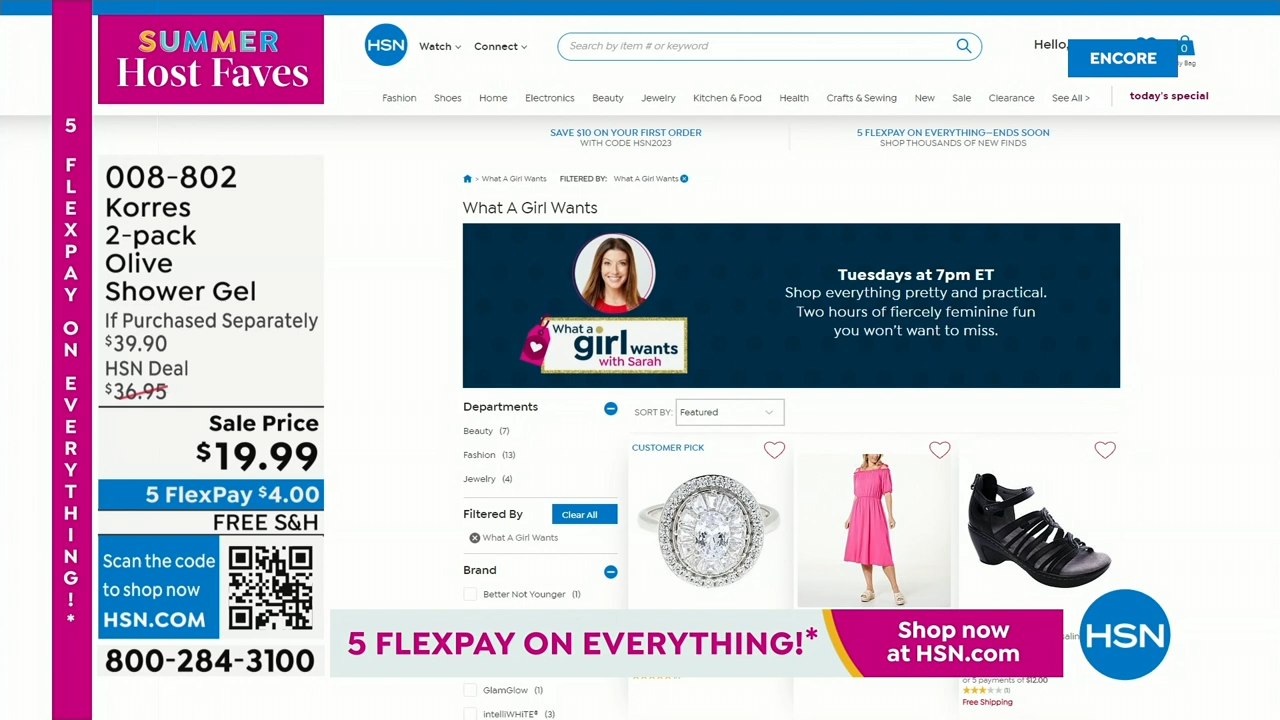 SUMMER
Host Faves
5 FLEXPAY ON EVERYTHING!*
008-802
Korres
2-pack
Olive
Shower Gel
If Purchased Separately
$39.90
HSN Deal
$36.95
Sale Price
$19.99
5 FlexPay $4.00
FREE S&H
Scan the code
to shop now
HSN.COM
800-284-3100
HSN
Watch
Connect
Search by item # or keyword
Hello,
ENCORE
0
Bag
Fashion
Shoes
Home
Electronics
Beauty
Jewelry
Kitchen & Food
Health
Crafts & Sewing
New
Sale
Clearance
See All >
today's special
SAVE $10 ON YOUR FIRST ORDER
WITH CODE HSN2023
5 FLEXPAY ON EVERYTHING—ENDS SOON
SHOP THOUSANDS OF NEW FINDS
> What A Girl Wants
FILTERED BY: What A Girl Wants
What A Girl Wants
What a
girl wants
with Sarah
Tuesdays at 7pm ET
Shop everything pretty and practical.
Two hours of fiercely feminine fun
you won't want to miss.
Departments
Beauty (7)
Fashion (13)
Jewelry (4)
Filtered By
Clear All
What A Girl Wants
Brand
Better Not Younger (1)
GlamGlow (1)
intelliWHiTE® (3)
SORT BY:
Featured
CUSTOMER PICK
5 FLEXPAY ON EVERYTHING!*
Shop now
at HSN.com
HSN
or 5 payments of $12.00
(1)
Free Shipping